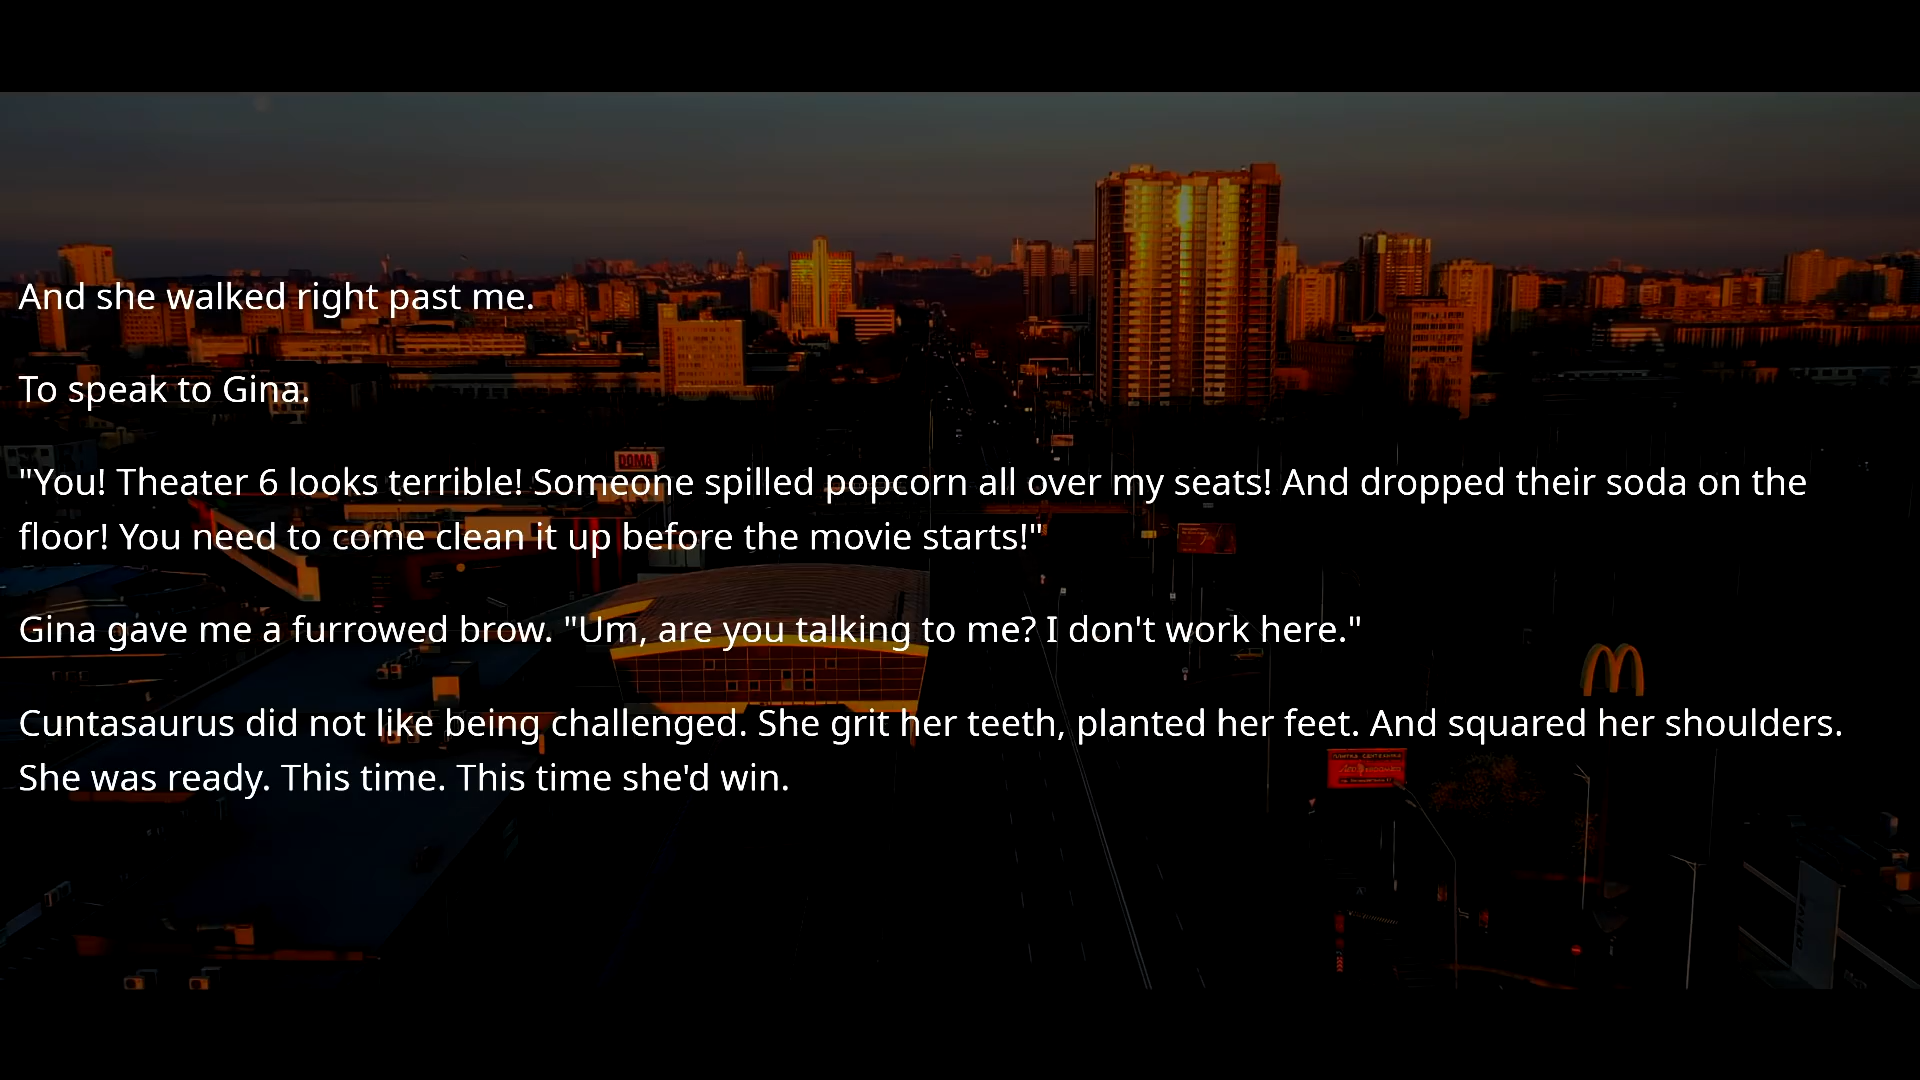 And she walked right past me.
To speak to Gina.
DOMA
"You! Theater 6 looks terrible! Someone spilled popcorn all over my seats! And dropped their soda on the
floor! You need to come clean it up before the movie starts!"
Gina gave me a furrowed brow. "Um, are you talking to me? I don't work here."
Cuntasaurus did not like being challenged. She grit her teeth, planted her feet. And squared her shoulders.
She was ready. This time. This time she'd win.